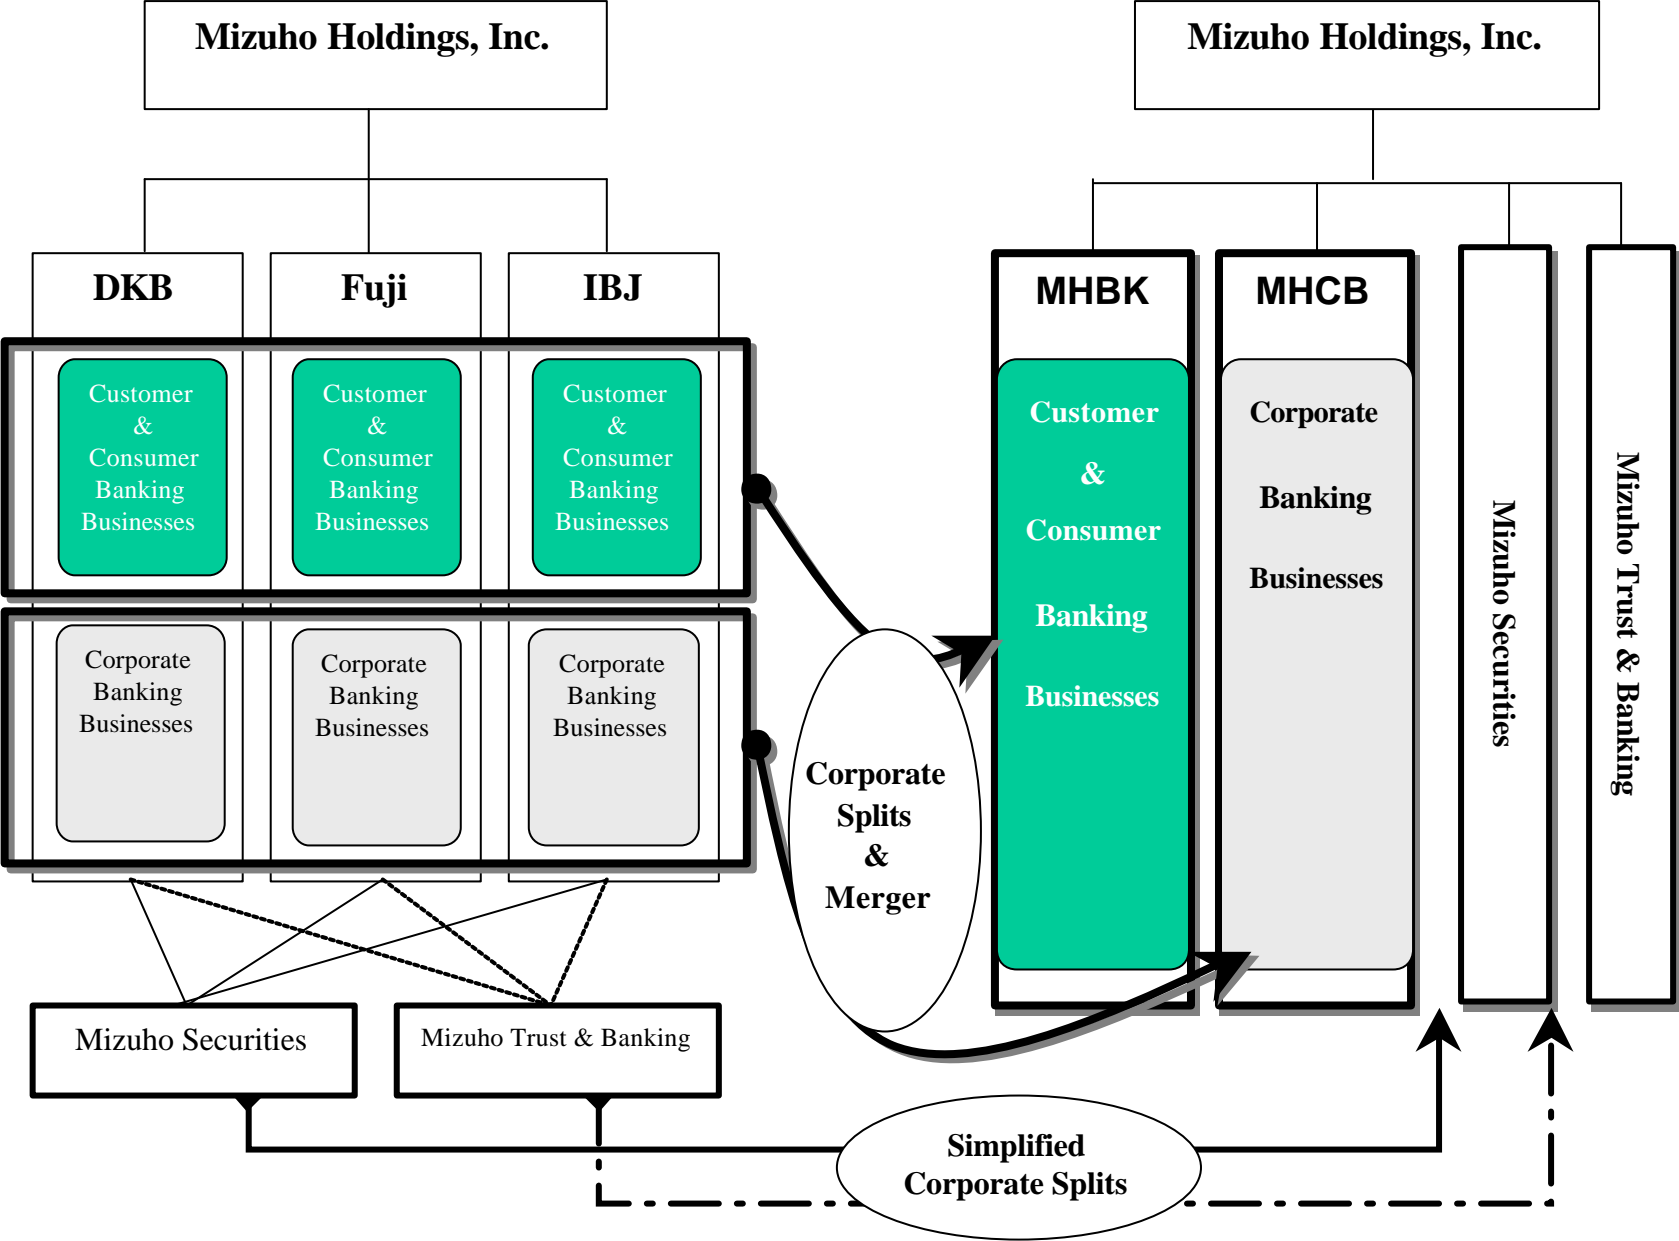 Mizuho Holdings, Inc.
DKB
Fuji
IBJ
Customer
&
Consumer
Banking
Businesses
Customer
&
Consumer
Banking
Businesses
Customer
&
Consumer
Banking
Businesses
Corporate
Banking
Businesses
Corporate
Banking
Businesses
Corporate
Banking
Businesses
Mizuho Securities
Mizuho Trust & Banking
Corporate
Splits
&
Merger
Simplified
Corporate Splits
Mizuho Holdings, Inc.
MHBK
Customer
&
Consumer
Banking
Businesses
MHCB
Corporate
Banking
Businesses
Mizuho Securities
Mizuho Trust & Banking